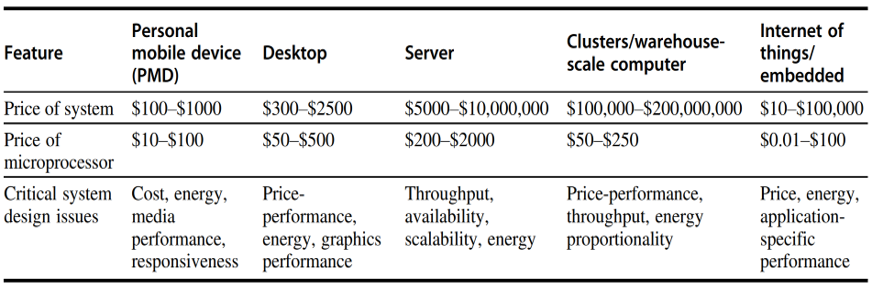 Feature
Personal
mobile device
(PMD)
Desktop
Server
Clusters/warehouse-
scale computer
Internet of
things/
embedded
Price of system
$100–$1000
$300–$2500
$5000–$10,000,000
$100,000–$200,000,000
$10–$100,000
Price of
microprocessor
$10–$100
$50–$500
$200–$2000
$50–$250
$0.01–$100
Critical system
design issues
Cost, energy,
media
performance,
responsiveness
Price-
performance,
energy, graphics
performance
Throughput,
availability,
scalability, energy
Price-performance,
throughput, energy
proportionality
Price, energy,
application-
specific
performance